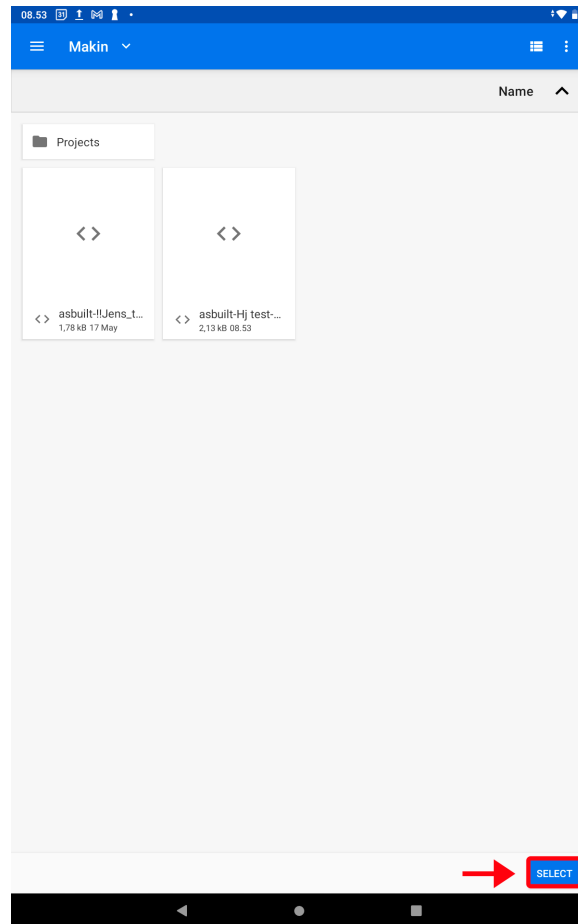 08.53 31
Makin
Name
Projects
asbuilt-!!Jens_t...
1,78 kB 17 May
asbuilt-Hj test-...
2,13 kB 08.53
SELECT